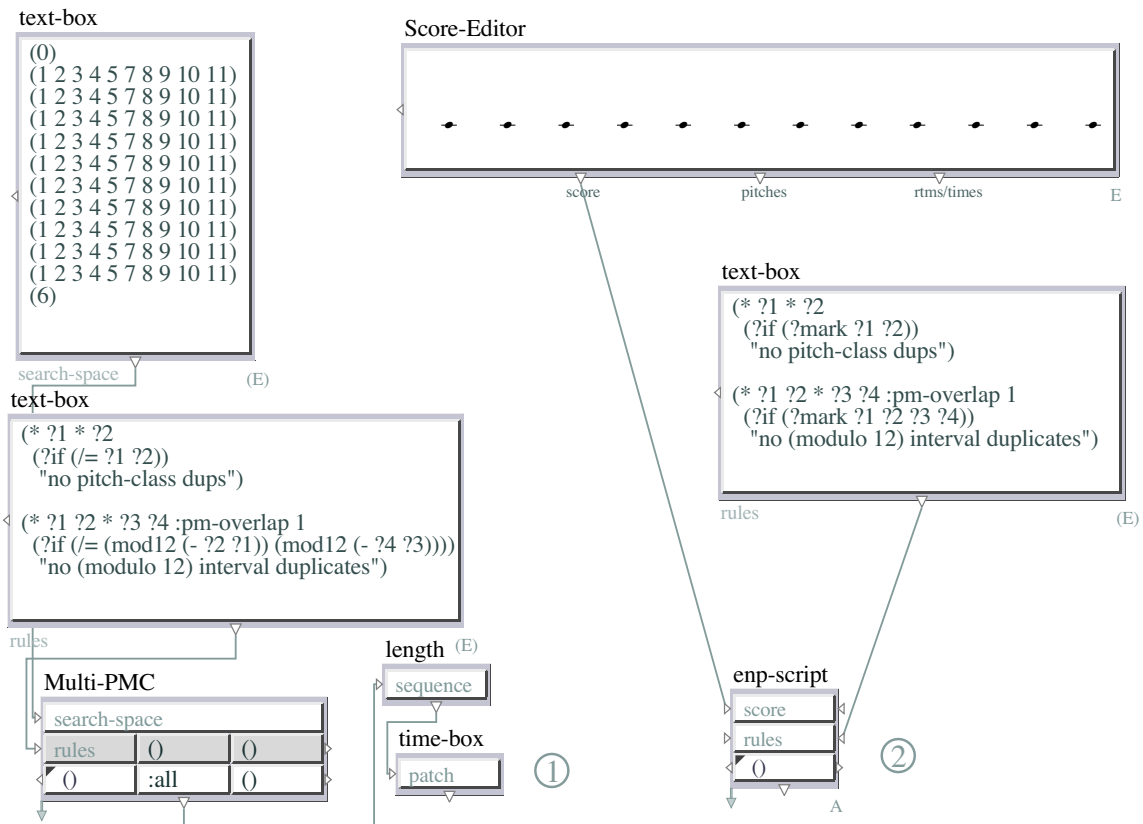 text-box
(0)
(1 2 3 4 5 7 8 9 10 11)
(1 2 3 4 5 7 8 9 10 11)
(1 2 3 4 5 7 8 9 10 11)
(1 2 3 4 5 7 8 9 10 11)
(1 2 3 4 5 7 8 9 10 11)
(1 2 3 4 5 7 8 9 10 11)
(1 2 3 4 5 7 8 9 10 11)
(1 2 3 4 5 7 8 9 10 11)
(1 2 3 4 5 7 8 9 10 11)
(1 2 3 4 5 7 8 9 10 11)
(6)
search-space
(E)
Score-Editor
score
pitches
rtms/times
E
text-box
(* ?1 * ?2
(?if (/= ?1 ?2))
"no pitch-class dups")
(* ?1 ?2 * ?3 ?4 :pm-overlap 1
(?if (/= (mod12 (- ?2 ?1)) (mod12 (- ?4 ?3))))
"no (modulo 12) interval duplicates")
rules
(E)
text-box
(* ?1 * ?2
(?if (?mark ?1 ?2))
"no pitch-class dups")
(* ?1 ?2 * ?3 ?4 :pm-overlap 1
(?if (?mark ?1 ?2 ?3 ?4))
"no (modulo 12) interval duplicates")
rules
(E)
Multi-PMC
search-space
rules () ()
() :all ()
length
sequence
time-box
patch
1
enp-script
score
rules
()
A
2